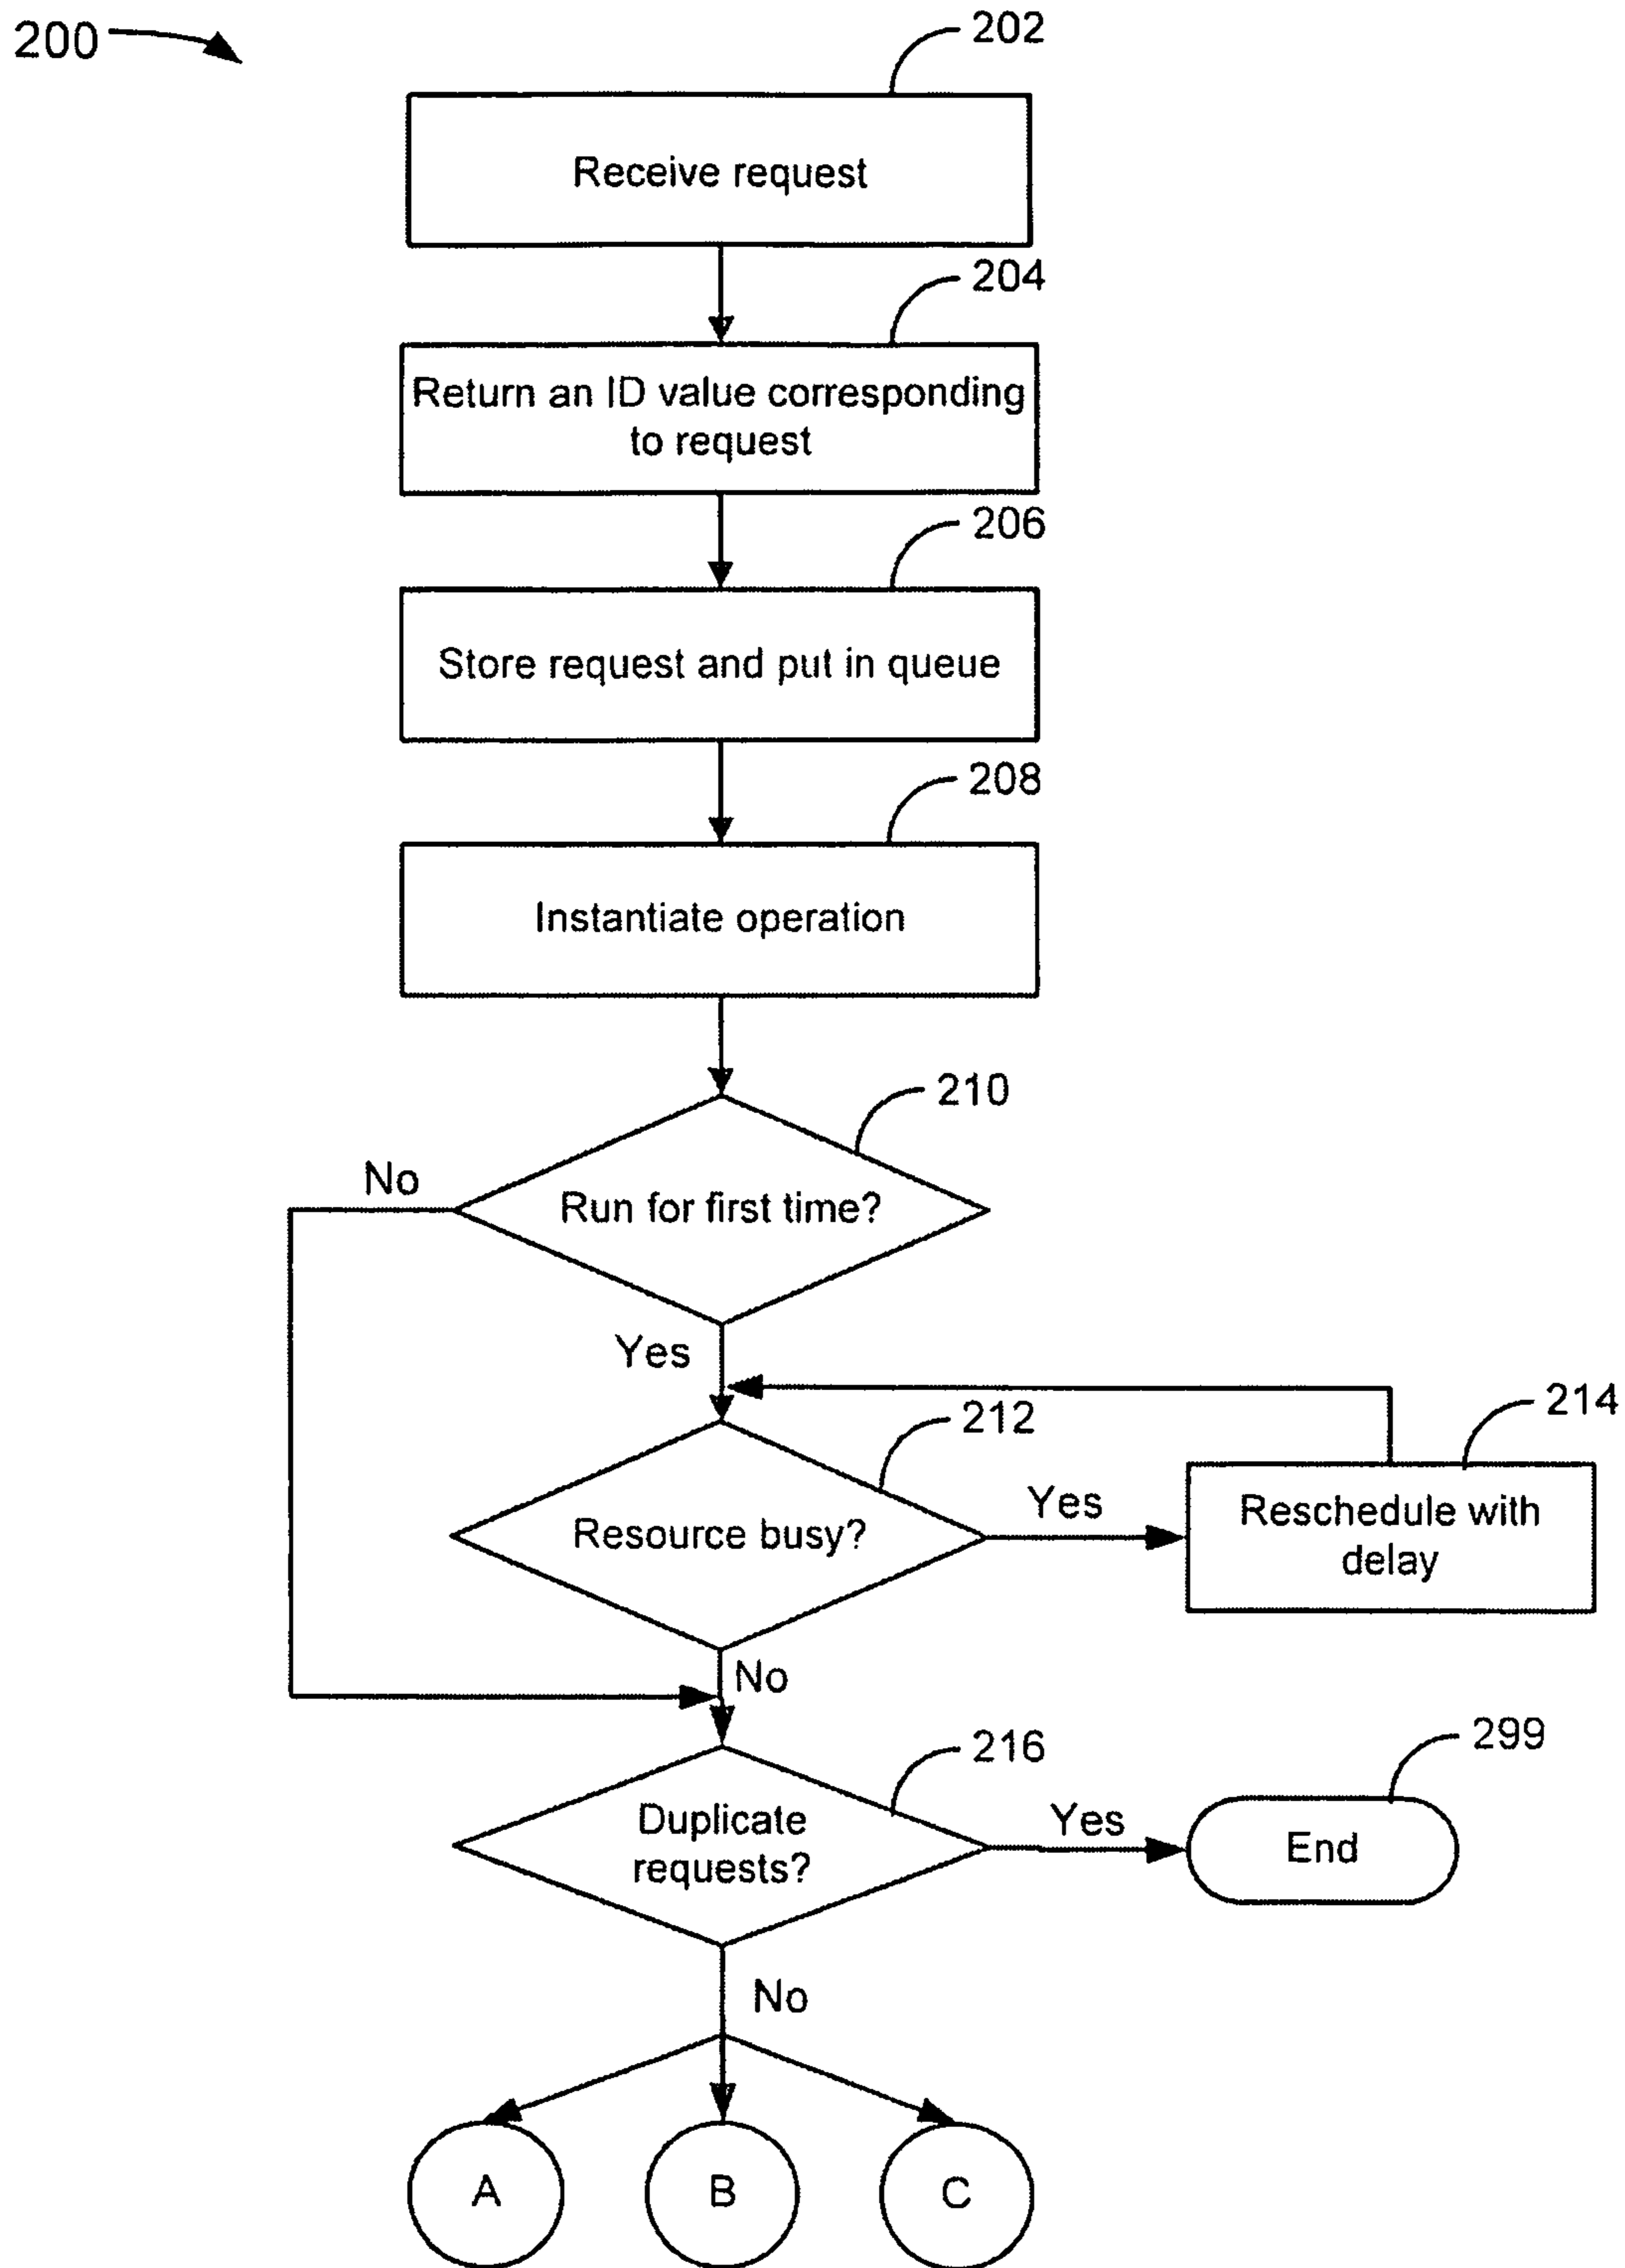 200
202
Receive request
204
Return an ID value corresponding
to request
206
Store request and put in queue
208
Instantiate operation
210
No
Run for first time?
Yes
212
214
Resource busy?
Yes
Reschedule with
delay
No
216
299
Duplicate
requests?
Yes
End
No
A
B
C